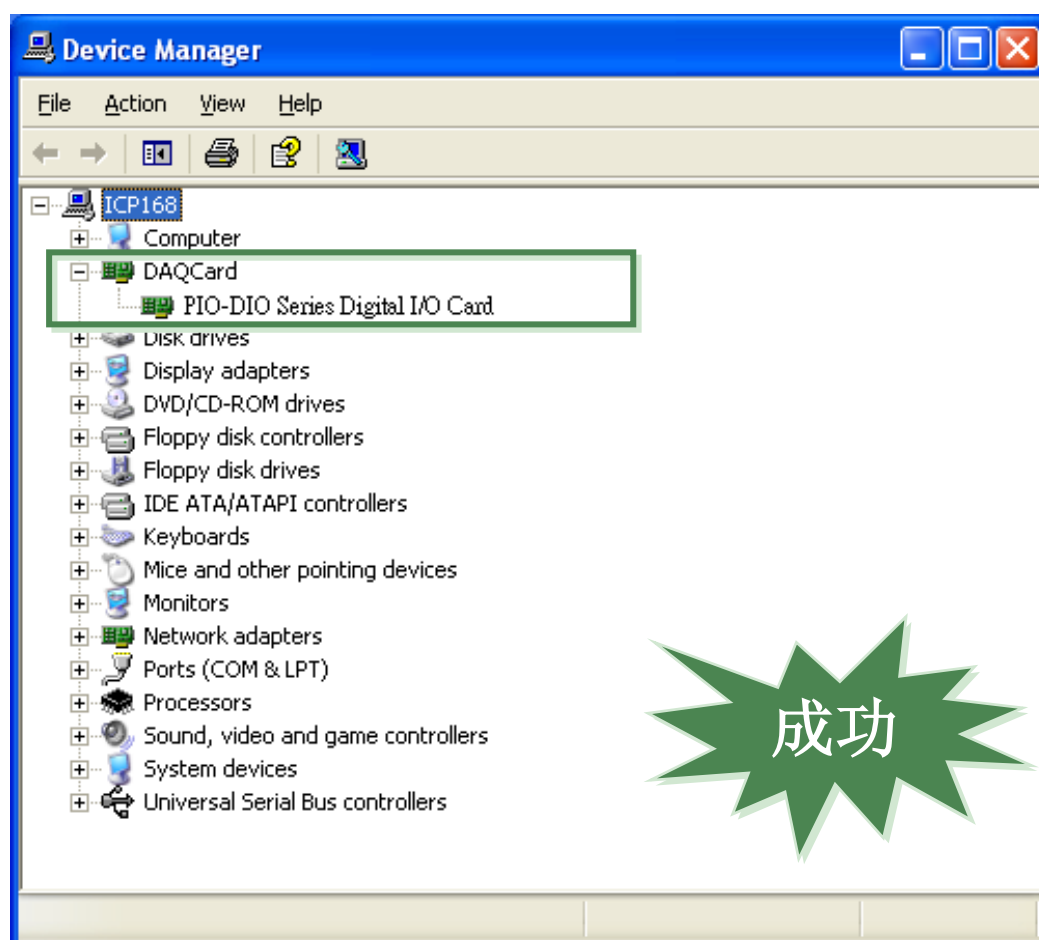 Device Manager
File Action View Help
ICP168
Computer
DAQCard
PIO-DIO Series Digital I/O Card
Disk drives
Display adapters
DVD/CD-ROM drives
Floppy disk controllers
Floppy disk drives
IDE ATA/ATAPI controllers
Keyboards
Mice and other pointing devices
Monitors
Network adapters
Ports (COM & LPT)
Processors
Sound, video and game controllers
System devices
Universal Serial Bus controllers
成功